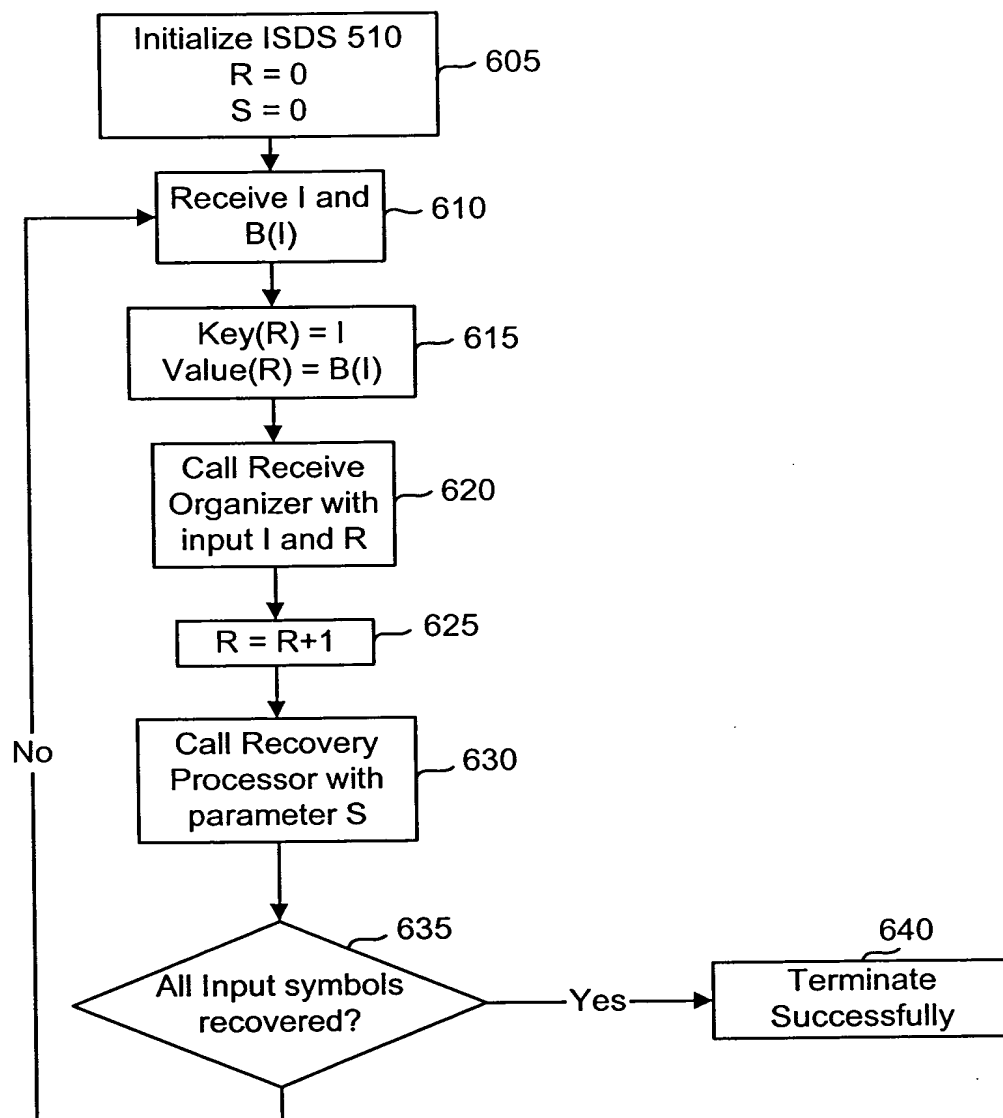 Initialize ISDS 510
R = 0
S = 0
605
Receive I and
B(I)
610
Key(R) = I
Value(R) = B(I)
615
Call Receive
Organizer with
input I and R
620
R = R+1
625
Call Recovery
Processor with
parameter S
630
No
635
All Input symbols
recovered?
Yes
640
Terminate
Successfully